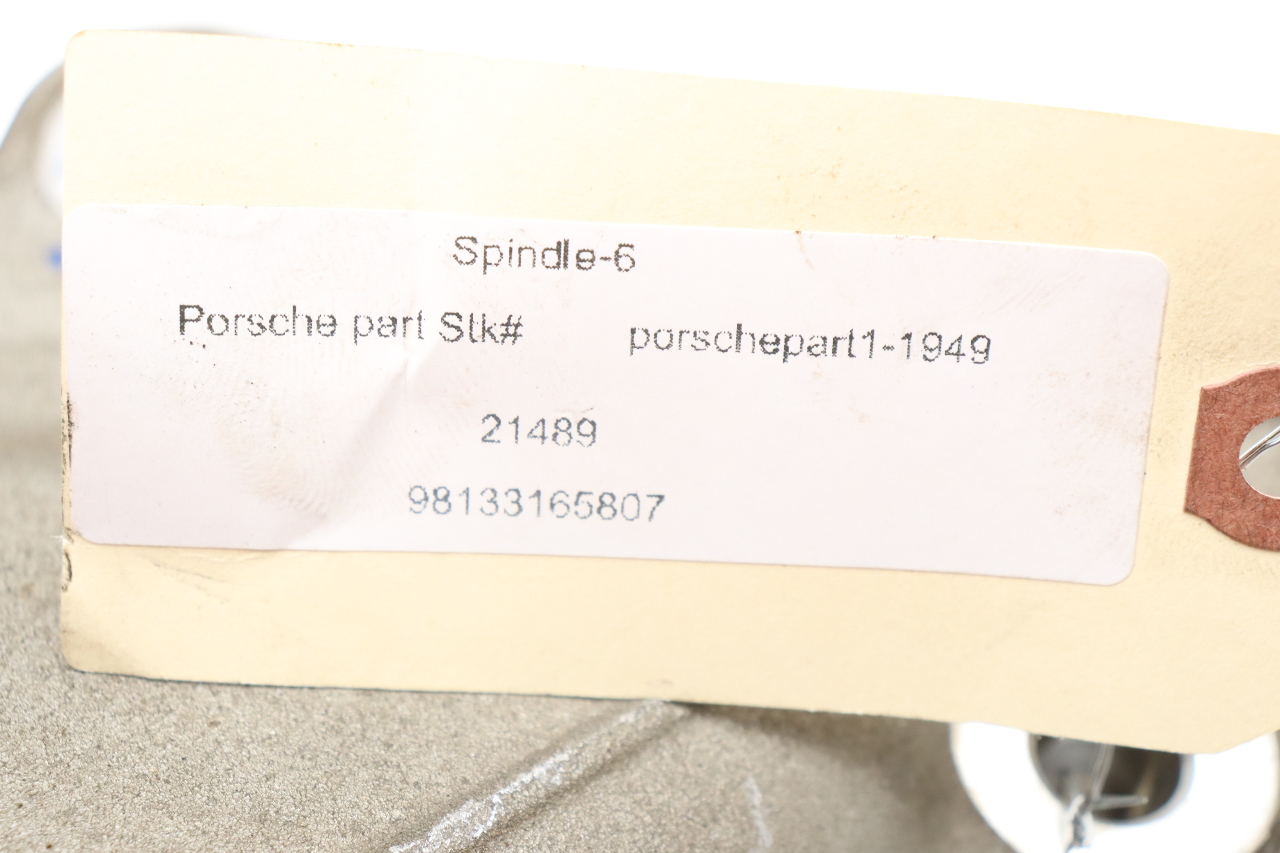 Spindle-6
Porsche part Stk# porschepart1-1949
21489
98133165807